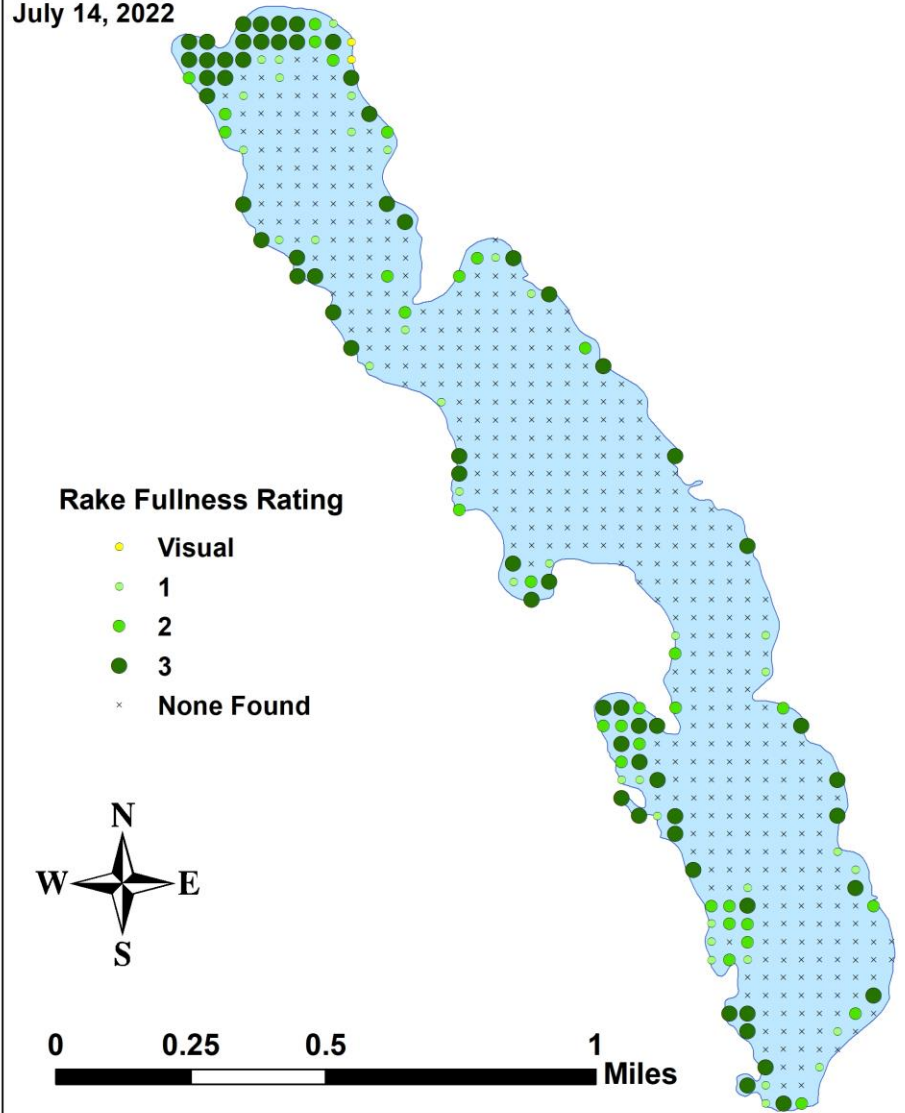 July 14, 2022
Rake Fullness Rating
Visual
1
2
3
None Found
N
W E
S
0 0.25 0.5 1
Miles